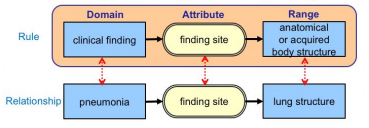 Domain Attribute Range
Rule clinical finding finding site anatomical
or acquired
body structure
Relationship pneumonia finding site lung structure